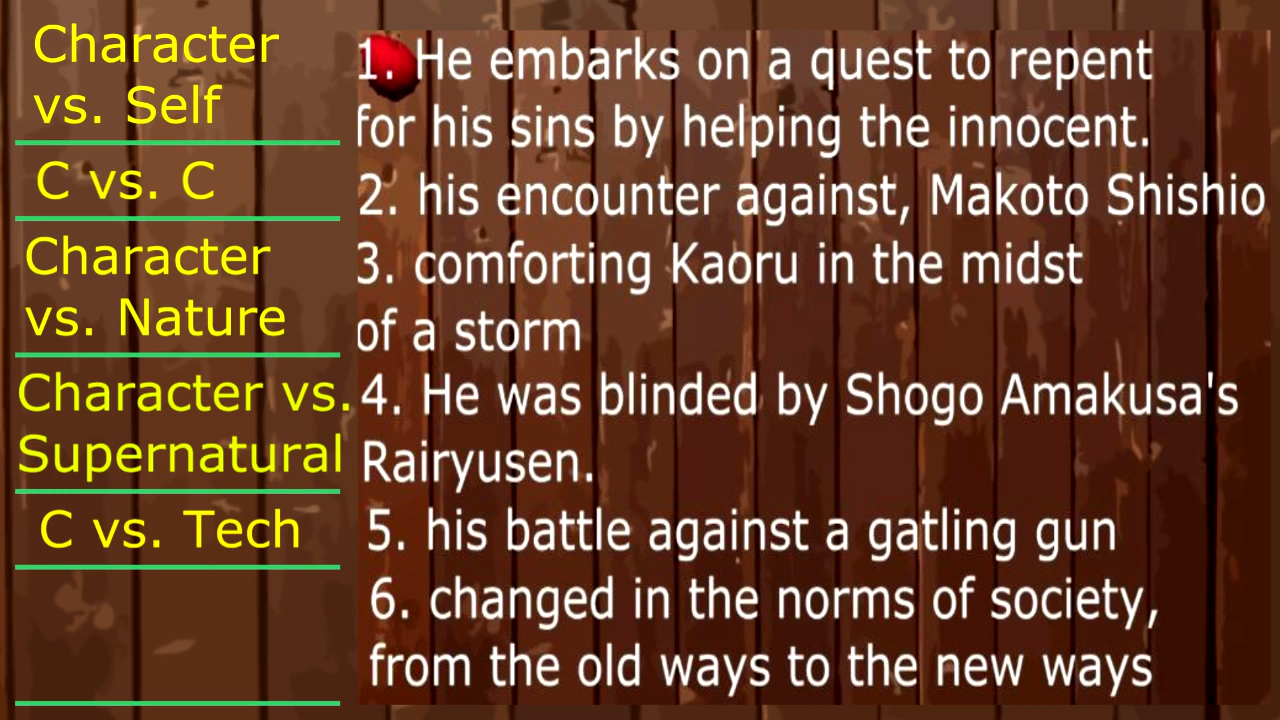 Character
vs. Self
C vs. C
Character
vs. Nature
Character vs.
Supernatural
C vs. Tech
1. He embarks on a quest to repent
for his sins by helping the innocent.
2. his encounter against, Makoto Shishio
3. comforting Kaoru in the midst
of a storm
4. He was blinded by Shogo Amakusa's
Rairyusen.
5. his battle against a gatling gun
6. changed in the norms of society,
from the old ways to the new ways